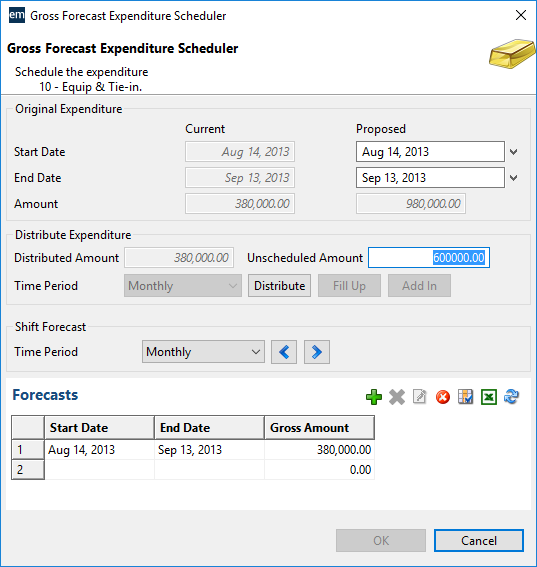 em Gross Forecast Expenditure Scheduler
Gross Forecast Expenditure Scheduler
Schedule the expenditure
10 - Equip & Tie-in.
Original Expenditure
Current Proposed
Start Date Aug 14, 2013 Aug 14, 2013
End Date Sep 13, 2013 Sep 13, 2013
Amount 380,000.00 980,000.00
Distribute Expenditure
Distributed Amount 380,000.00 Unscheduled Amount 600000.00
Time Period Monthly Distribute Fill Up Add In
Shift Forecast
Time Period Monthly
Forecasts
Start Date End Date Gross Amount
1 Aug 14, 2013 Sep 13, 2013 380,000.00
2 0.00
OK Cancel